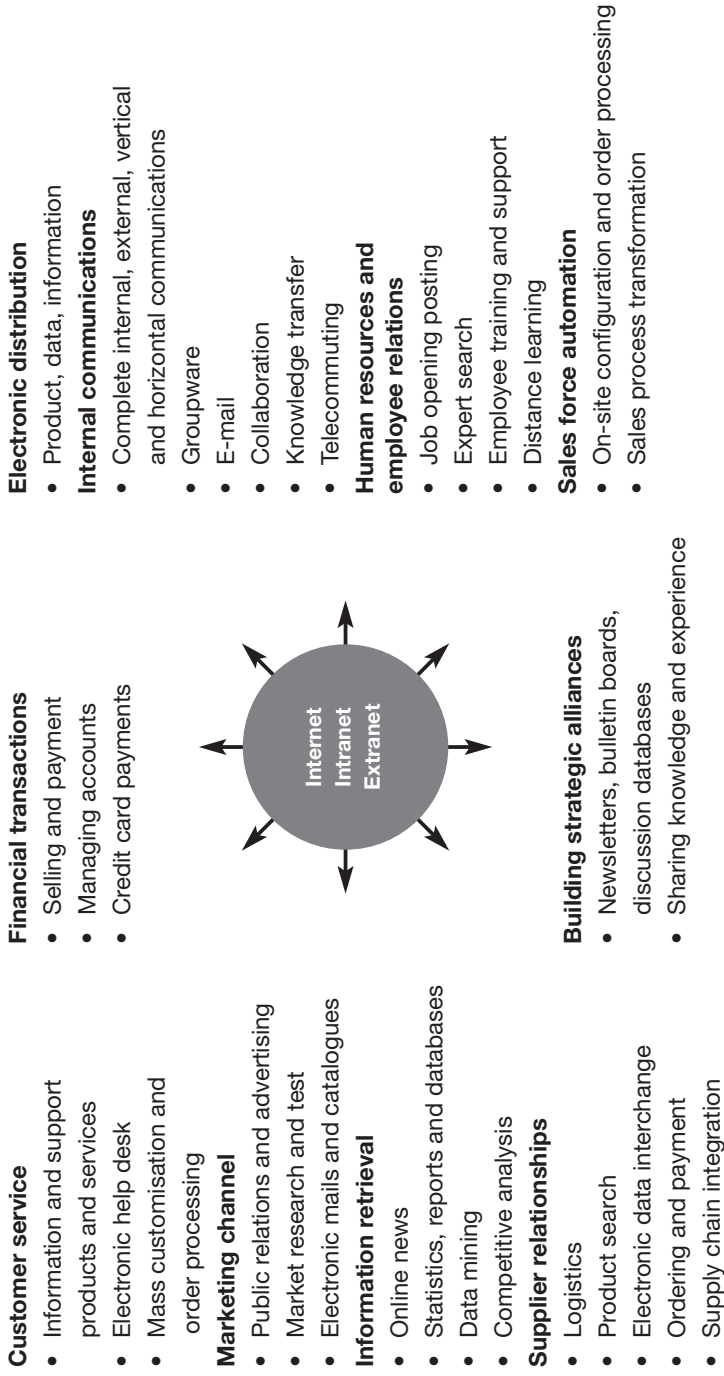 Customer service
• Information and support
products and services
• Electronic help desk
• Mass customisation and
order processing
Marketing channel
• Public relations and advertising
• Market research and test
• Electronic mails and catalogues
Information retrieval
• Online news
• Statistics, reports and databases
• Data mining
• Competitive analysis
Supplier relationships
• Logistics
• Product search
• Electronic data interchange
• Ordering and payment
• Supply chain integration
Financial transactions
• Selling and payment
• Managing accounts
• Credit card payments
Internet
Intranet
Extranet
Building strategic alliances
• Newsletters, bulletin boards,
discussion databases
• Sharing knowledge and experience
Electronic distribution
• Product, data, information
Internal communications
• Complete internal, external, vertical
and horizontal communications
• Groupware
• E-mail
• Collaboration
• Knowledge transfer
• Telecommuting
Human resources and
employee relations
• Job opening posting
• Expert search
• Employee training and support
• Distance learning
Sales force automation
• On-site configuration and order processing
• Sales process transformation